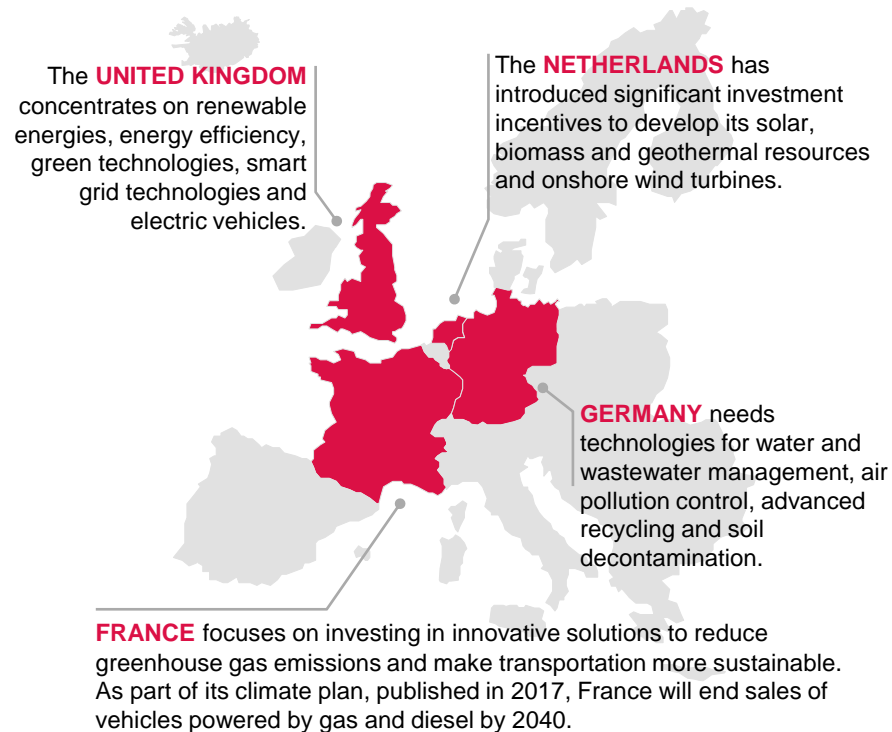 The UNITED KINGDOM
concentrates on renewable
energies, energy efficiency,
green technologies, smart
grid technologies and
electric vehicles.
The NETHERLANDS has
introduced significant investment
incentives to develop its solar,
biomass and geothermal resources
and onshore wind turbines.
GERMANY needs
technologies for water and
wastewater management, air
pollution control, advanced
recycling and soil
decontamination.
FRANCE focuses on investing in innovative solutions to reduce
greenhouse gas emissions and make transportation more sustainable.
As part of its climate plan, published in 2017, France will end sales of
vehicles powered by gas and diesel by 2040.